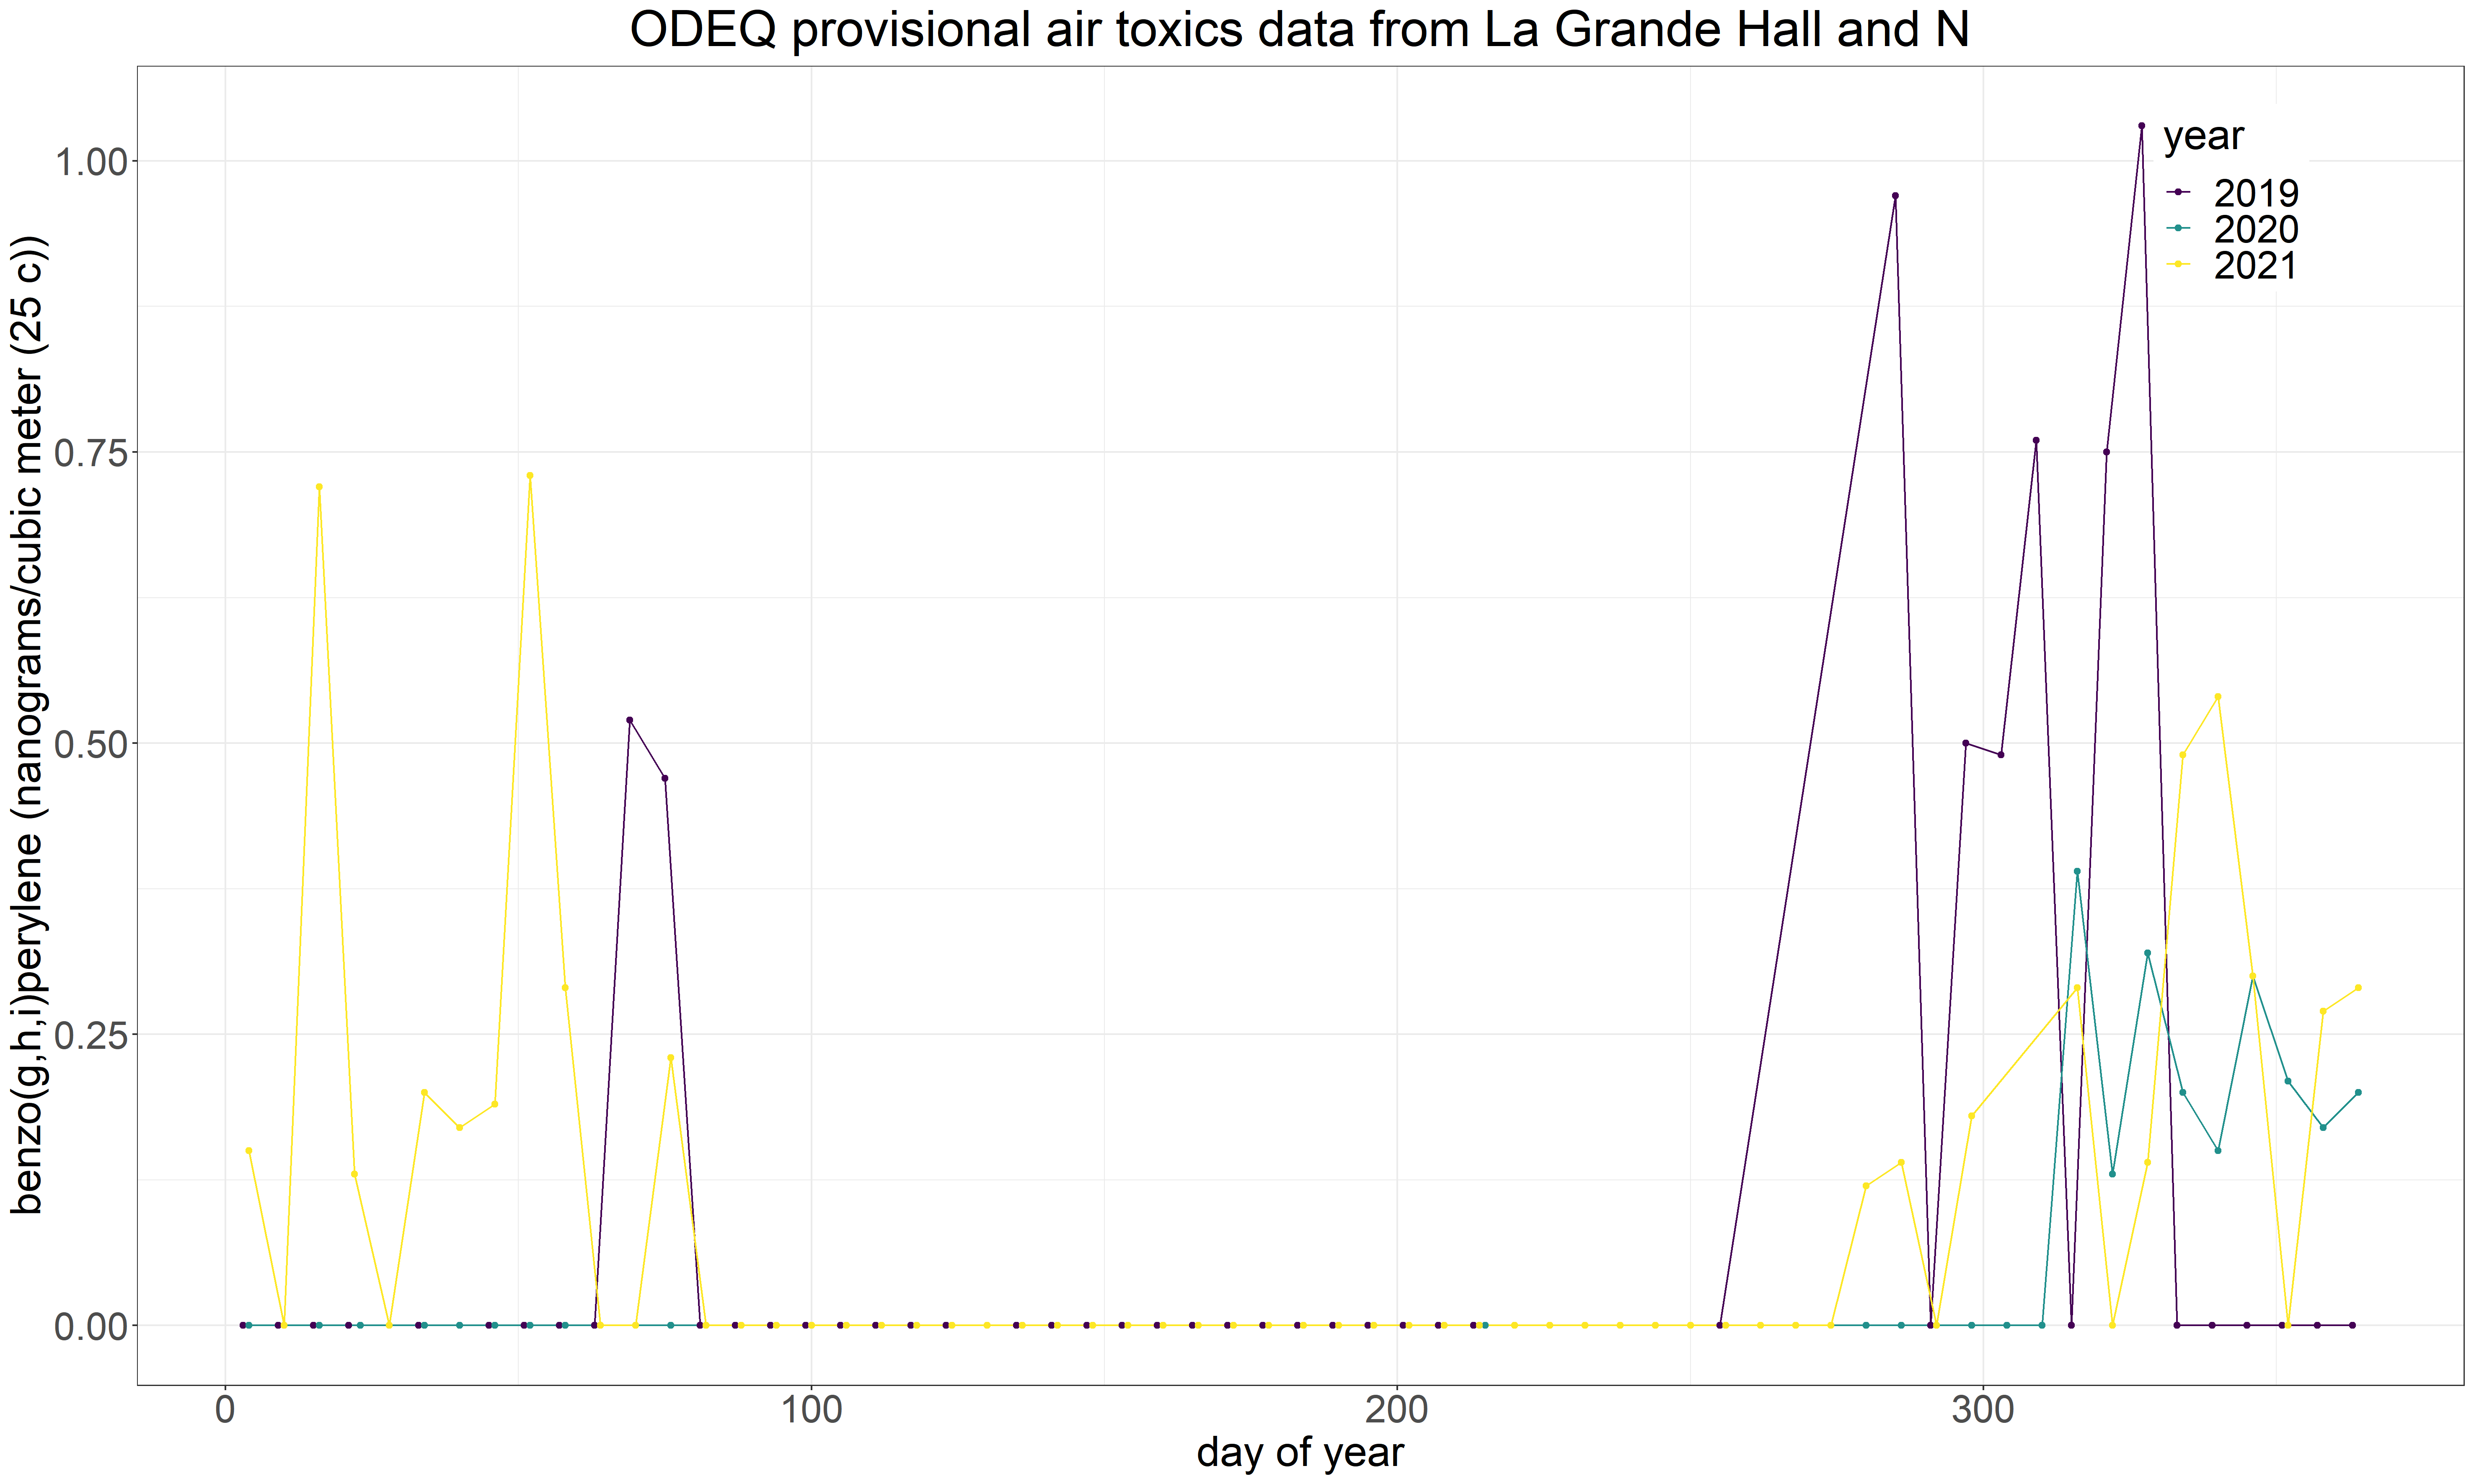 ODEQ provisional air toxics data from La Grande Hall and N
benzo(g,h,i)perylene (nanograms/cubic meter (25 c))
1.00
0.75
0.50
0.25
0.00
year
2019
2020
2021
0 100 200 300
day of year